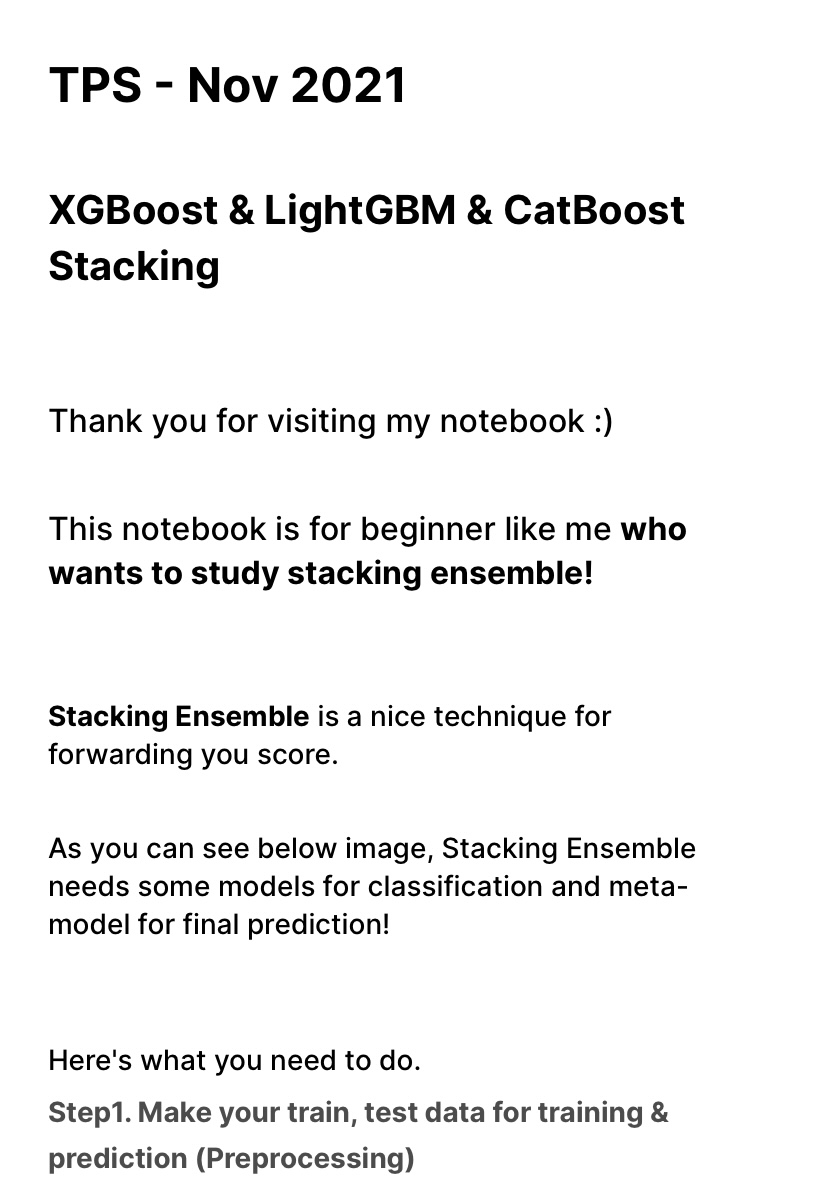 TPS - Nov 2021
XGBoost & LightGBM & CatBoost
Stacking
Thank you for visiting my notebook :)
This notebook is for beginner like me who
wants to study stacking ensemble!
Stacking Ensemble is a nice technique for
forwarding you score.
As you can see below image, Stacking Ensemble
needs some models for classification and meta-
model for final prediction!
Here's what you need to do.
Step1. Make your train, test data for training &
prediction (Preprocessing)